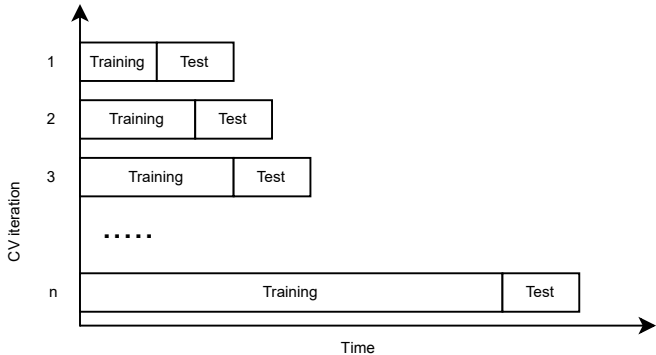 1 Training Test
2 Training Test
3 Training Test
.....
n Training Test
CV iteration
Time